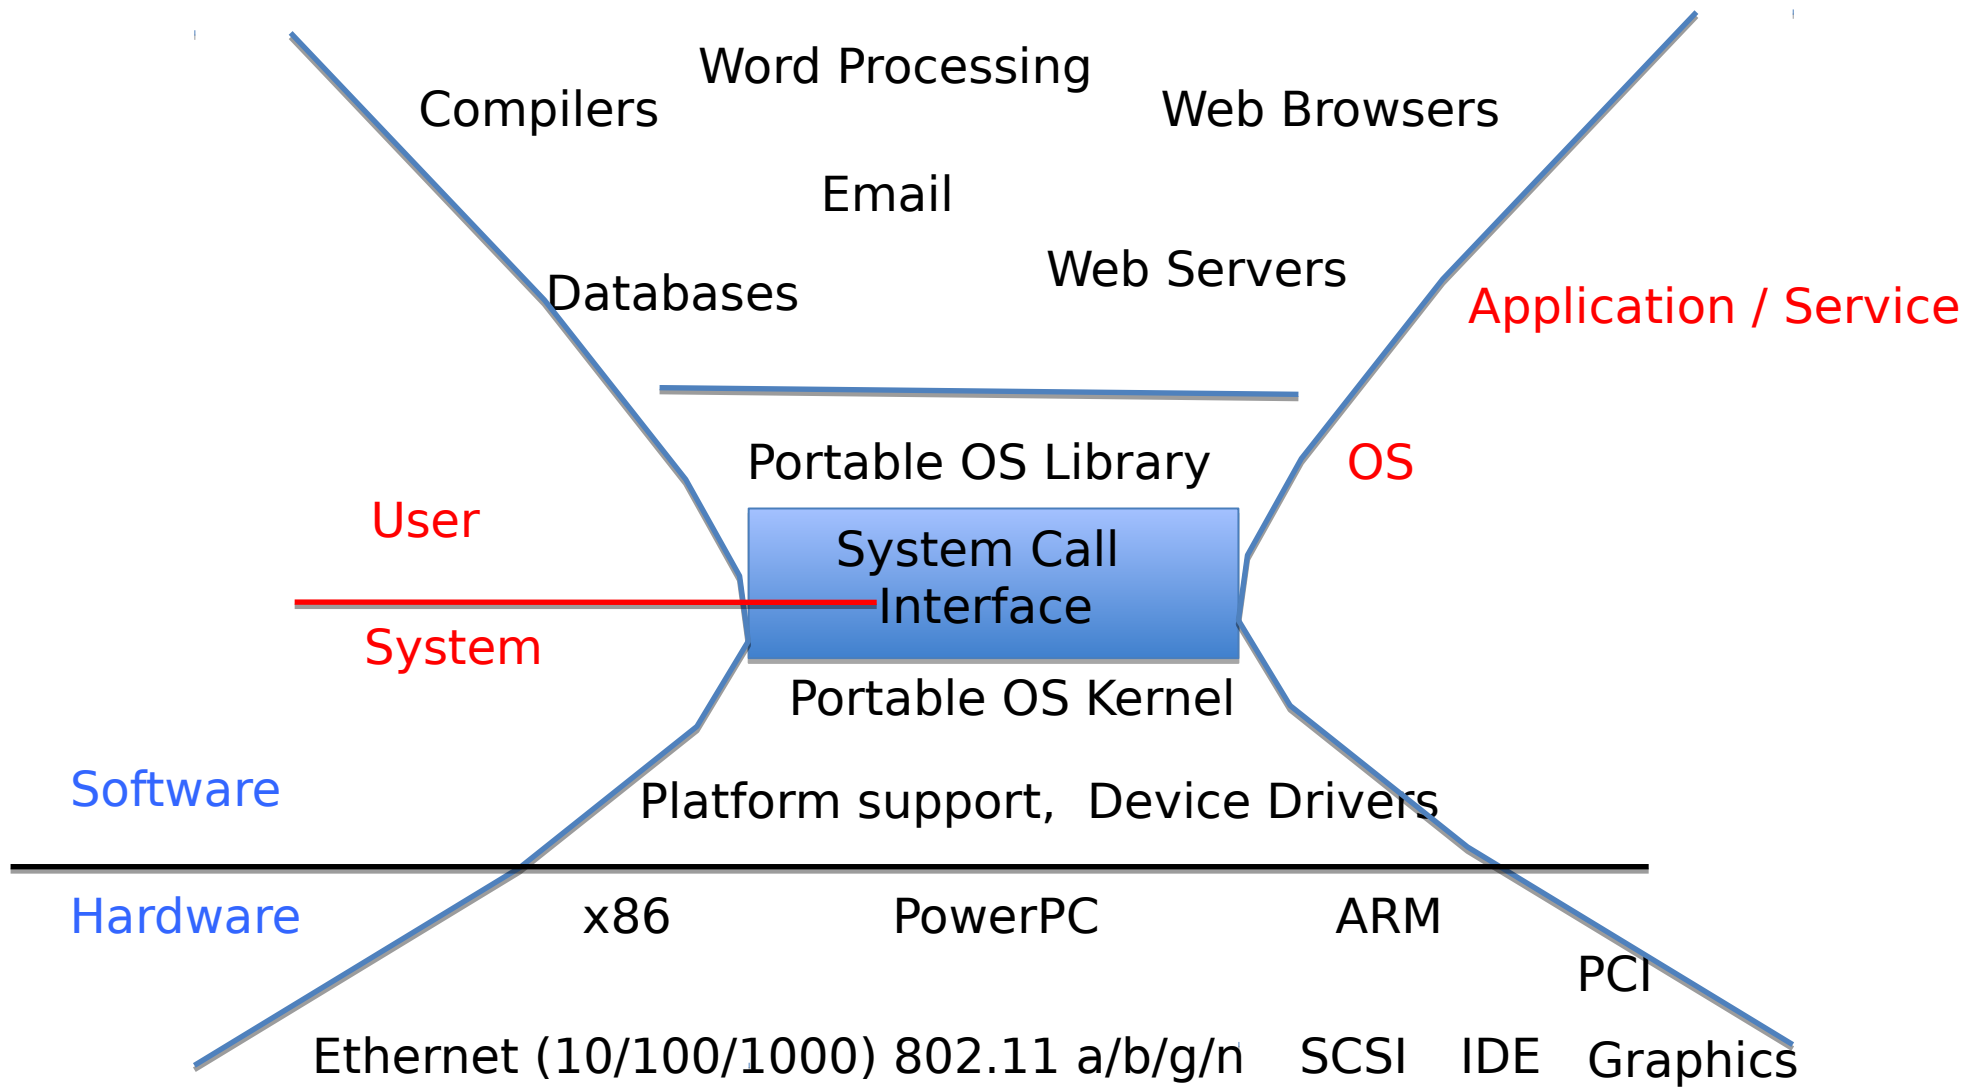 Word Processing
Compilers
Web Browsers
Email
Web Servers
Databases
Application / Service
Portable OS Library
OS
User
System Call
Interface
System
Portable OS Kernel
Software
Platform support,  Device Drivers
Hardware
x86
PowerPC
ARM
PCI
Ethernet (10/100/1000) 802.11 a/b/g/n
SCSI
IDE
Graphics